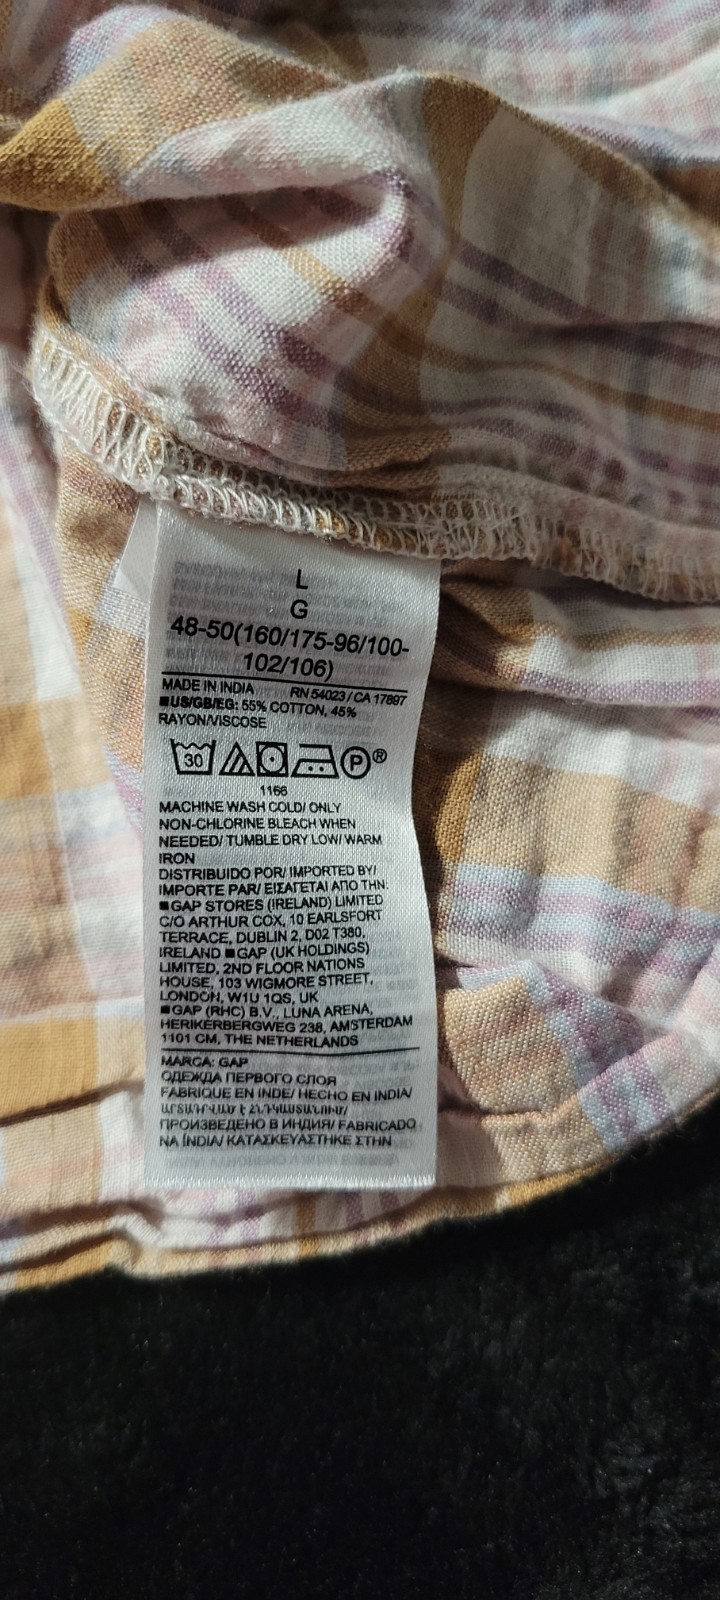 L
G
48-50(160/175-96/100-
102/106)
MADE IN INDIA RN 54023 / CA 17897
■US/GB/EG: 55% COTTON, 45%
RAYON/VISCOSE
30 P®
1166
MACHINE WASH COLD/ ONLY
NON-CHLORINE BLEACH WHEN
NEEDED/ TUMBLE DRY LOW/ WARM
IRON
DISTRIBUIDO POR/ IMPORTED BY/
IMPORTE PAR/ ΕΙΣΑΓΕΤΑΙ ΑΠΟ ΤΗΝ:
■GAP STORES (IRELAND) LIMITED
C/O ARTHUR COX, 10 EARLSFORT
TERRACE, DUBLIN 2, D02 T380,
IRELAND ■GAP (UK HOLDINGS)
LIMITED, 2ND FLOOR NATIONS
HOUSE, 103 WIGMORE STREET,
LONDON, W1U 1QS, UK
■GAP (RHC) B.V., LUNA ARENA,
HERIKERBERGWEG 238, AMSTERDAM
1101 CM, THE NETHERLANDS
MARCA: GAP
ОДЕЖДА ПЕРВОГО СЛОЯ
FABRIQUE EN INDE/ HECHO EN INDIA/
ԱՐՏԱԴՐՎԱԾ Է ՀՆԴԿԱՍՏԱՆՈՒՄ/
ПРОИЗВЕДЕНО В ИНДИЯ/ FABRICADO
NA ÍNDIA/ ΚΑΤΑΣΚΕΥΑΣΤΗΚΕ ΣΤΗΝ